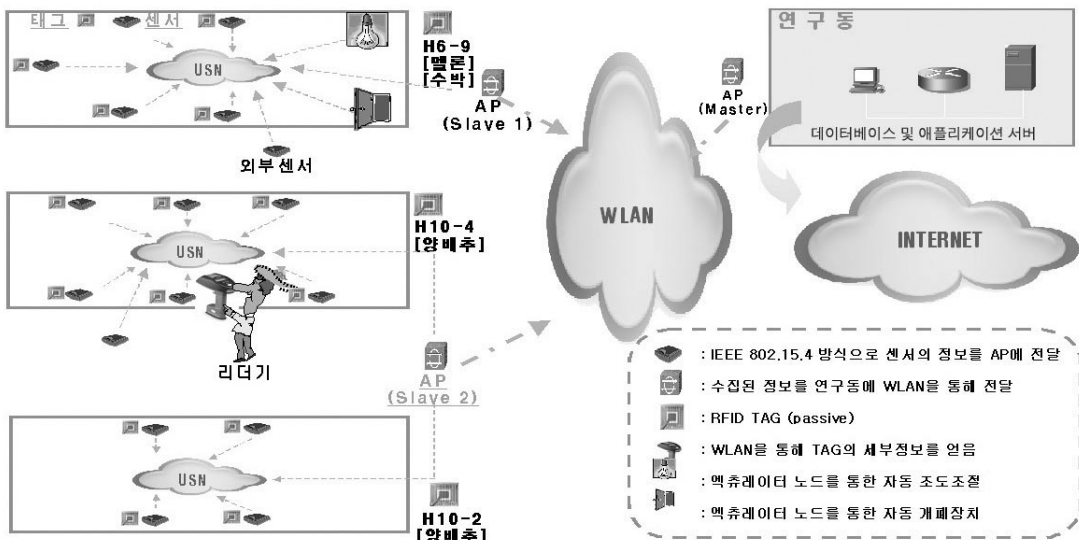 태그
센서
USN
H6-9
[멜론]
[수박]
AP
(Slave 1)
외부센서
USN
H10-4
[양배추]
리더기
AP
(Slave 2)
USN
H10-2
[양배추]
WLAN
AP
(Master)
연구동
데이터베이스 및 애플리케이션 서버
INTERNET
: IEEE 802.15.4 방식으로 센서의 정보를 AP에 전달
: 수집된 정보를 연구동에 WLAN을 통해 전달
: RFID TAG (passive)
: WLAN을 통해 TAG의 세부정보를 얻음
: 엑츄레이터 노드를 통한 자동 조도조절
: 엑츄레이터 노드를 통한 자동 개폐장치